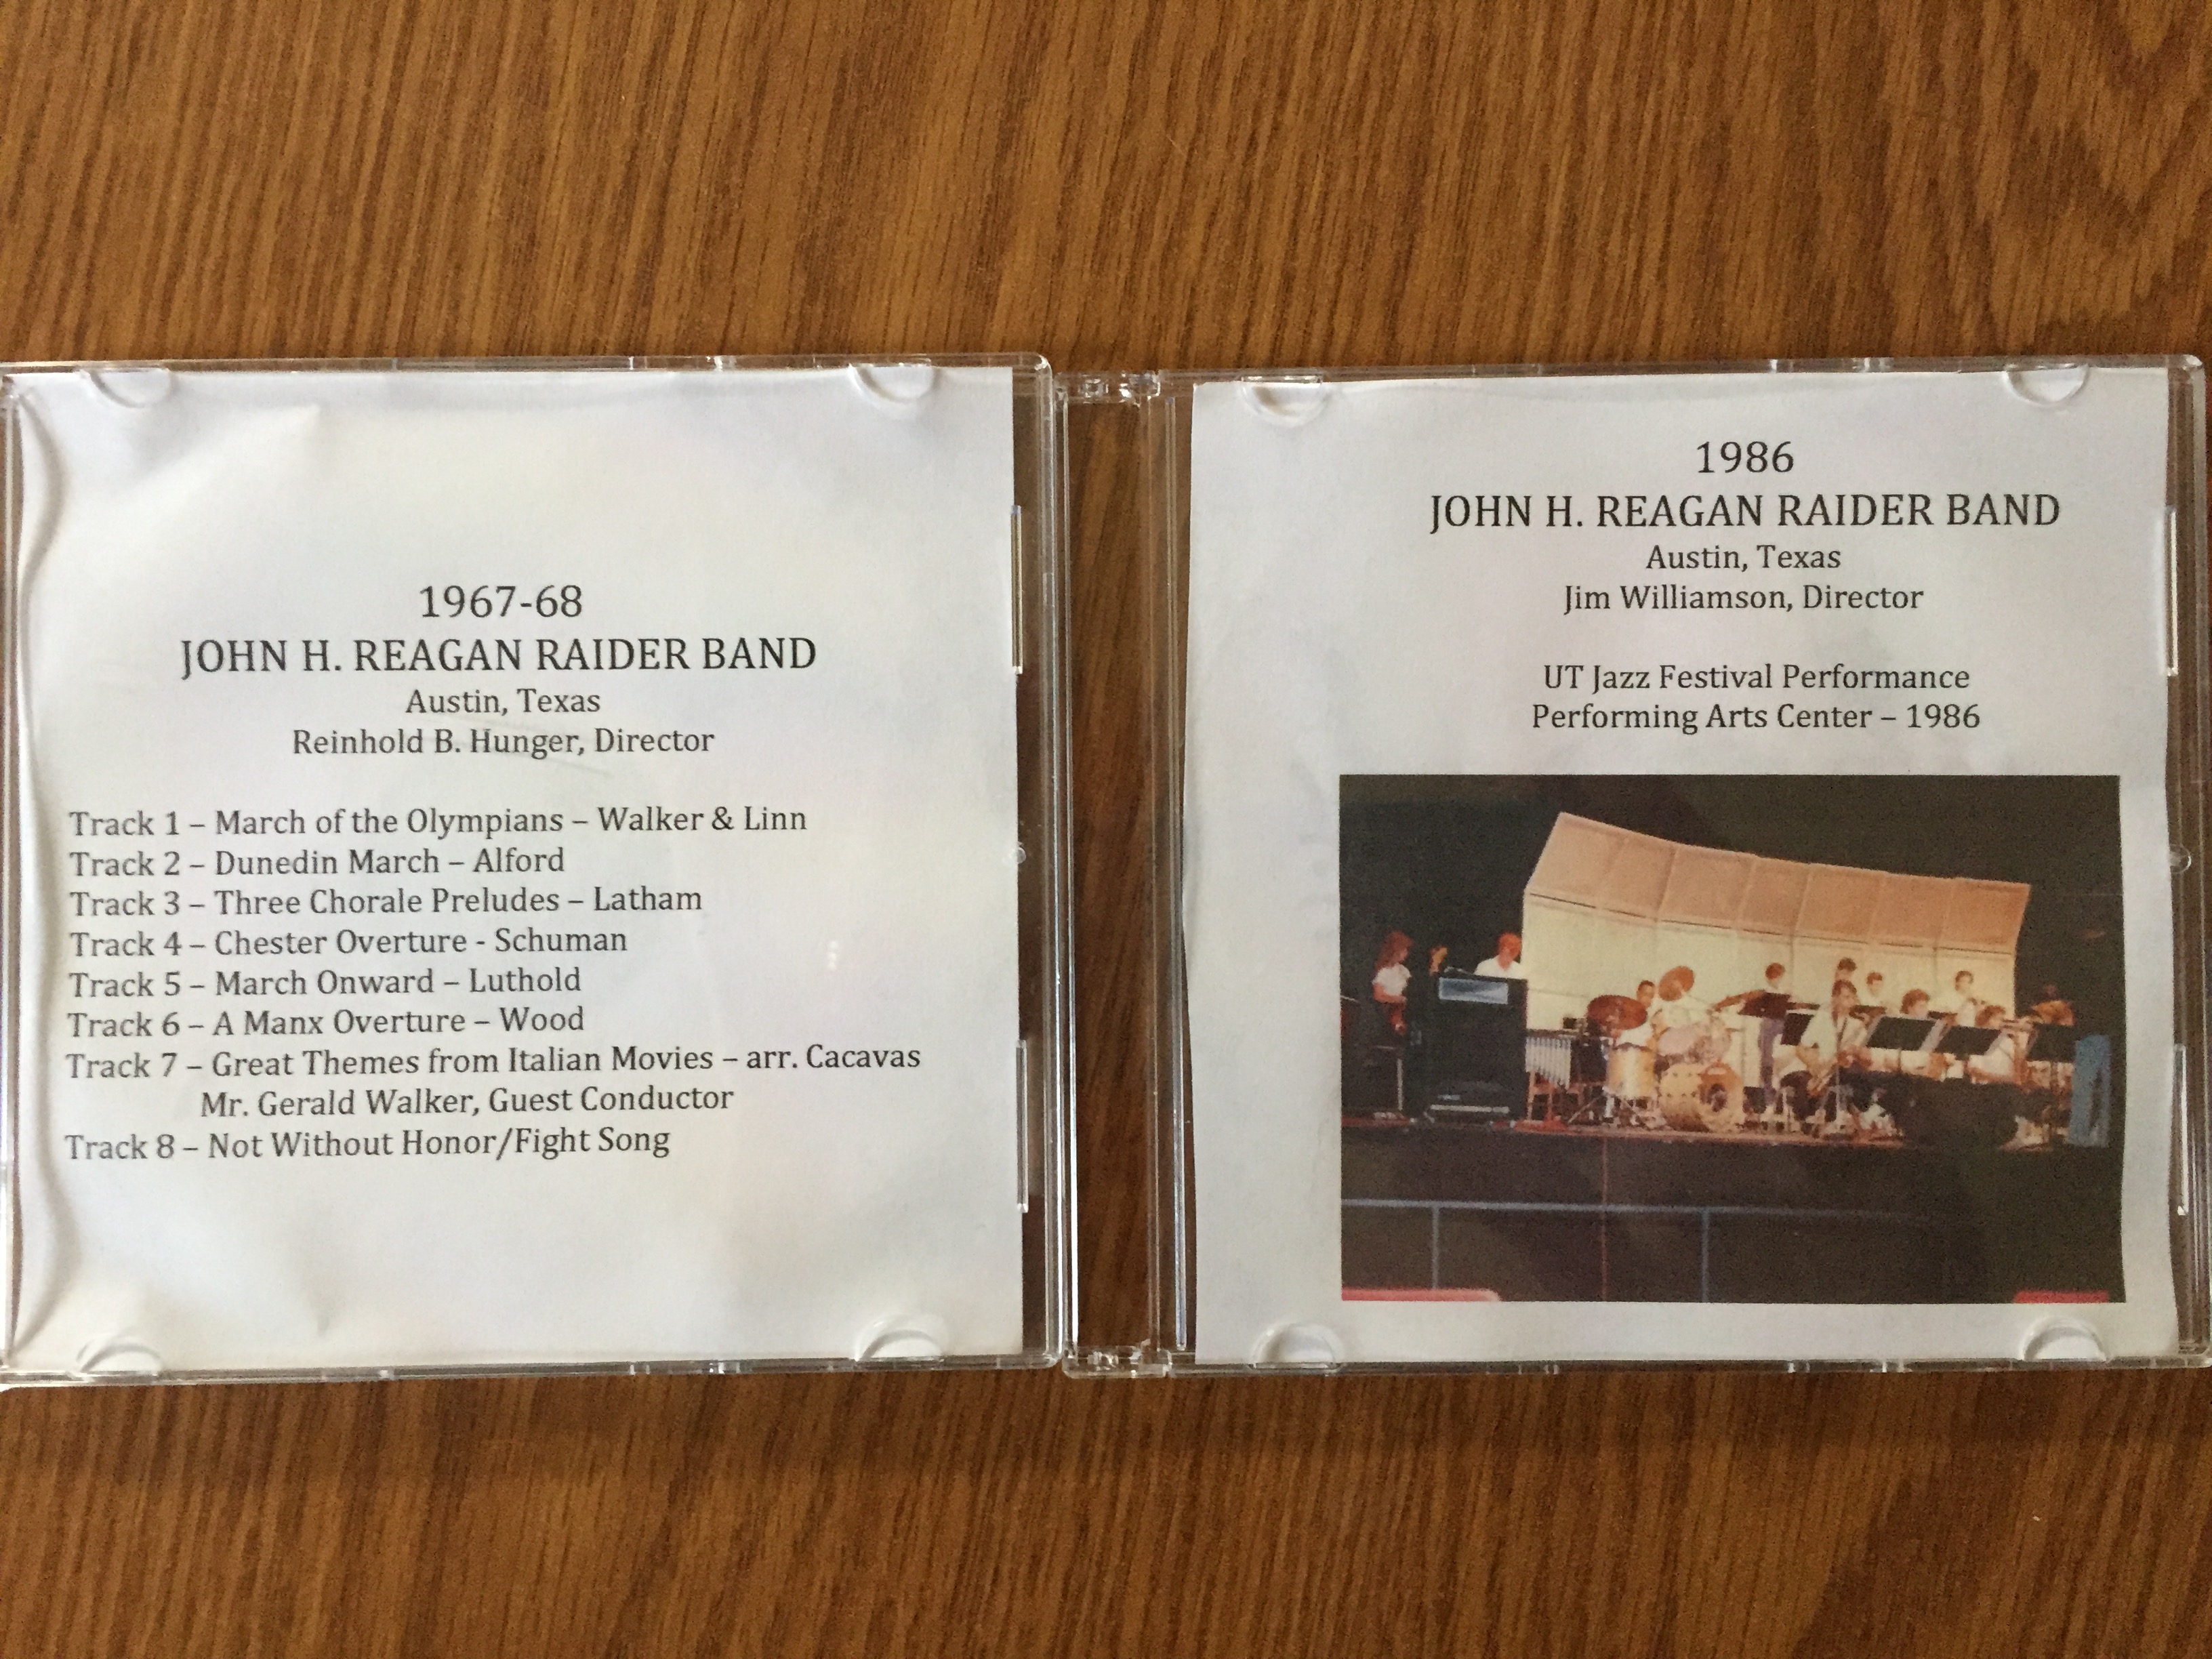 1967-68
JOHN H. REAGAN RAIDER BAND
Austin, Texas
Reinhold B. Hunger, Director
Track 1 – March of the Olympians – Walker & Linn
Track 2 – Dunedin March – Alford
Track 3 – Three Chorale Preludes – Latham
Track 4 – Chester Overture - Schuman
Track 5 – March Onward – Luthold
Track 6 – A Manx Overture – Wood
Track 7 – Great Themes from Italian Movies – arr. Cacavas
Mr. Gerald Walker, Guest Conductor
Track 8 – Not Without Honor/Fight Song
1986
JOHN H. REAGAN RAIDER BAND
Austin, Texas
Jim Williamson, Director
UT Jazz Festival Performance
Performing Arts Center – 1986